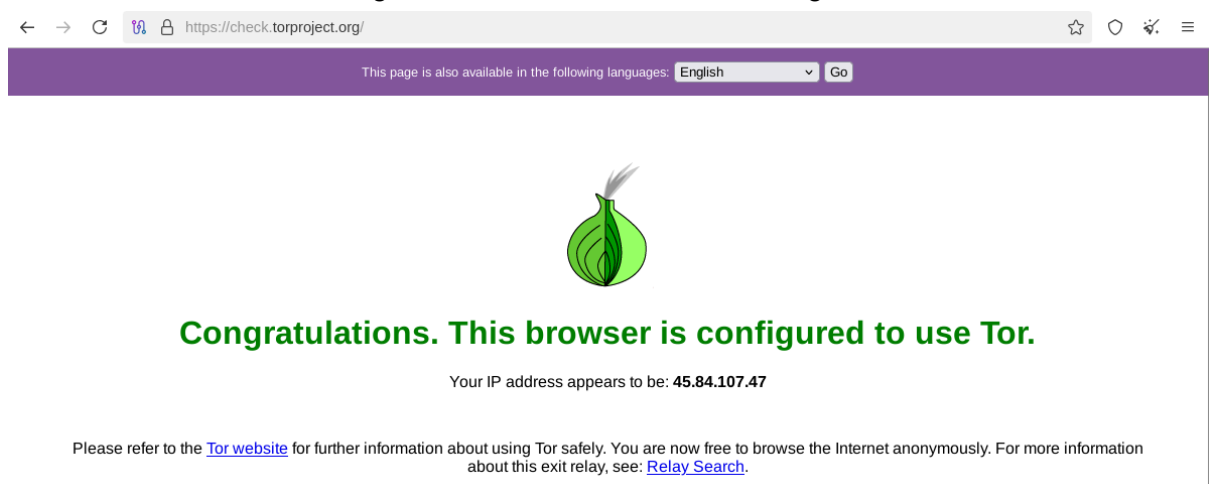 https://check.torproject.org/
This page is also available in the following languages: English Go
Congratulations. This browser is configured to use Tor.
Your IP address appears to be: 45.84.107.47
Please refer to the Tor website for further information about using Tor safely. You are now free to browse the Internet anonymously. For more information
about this exit relay, see: Relay Search.